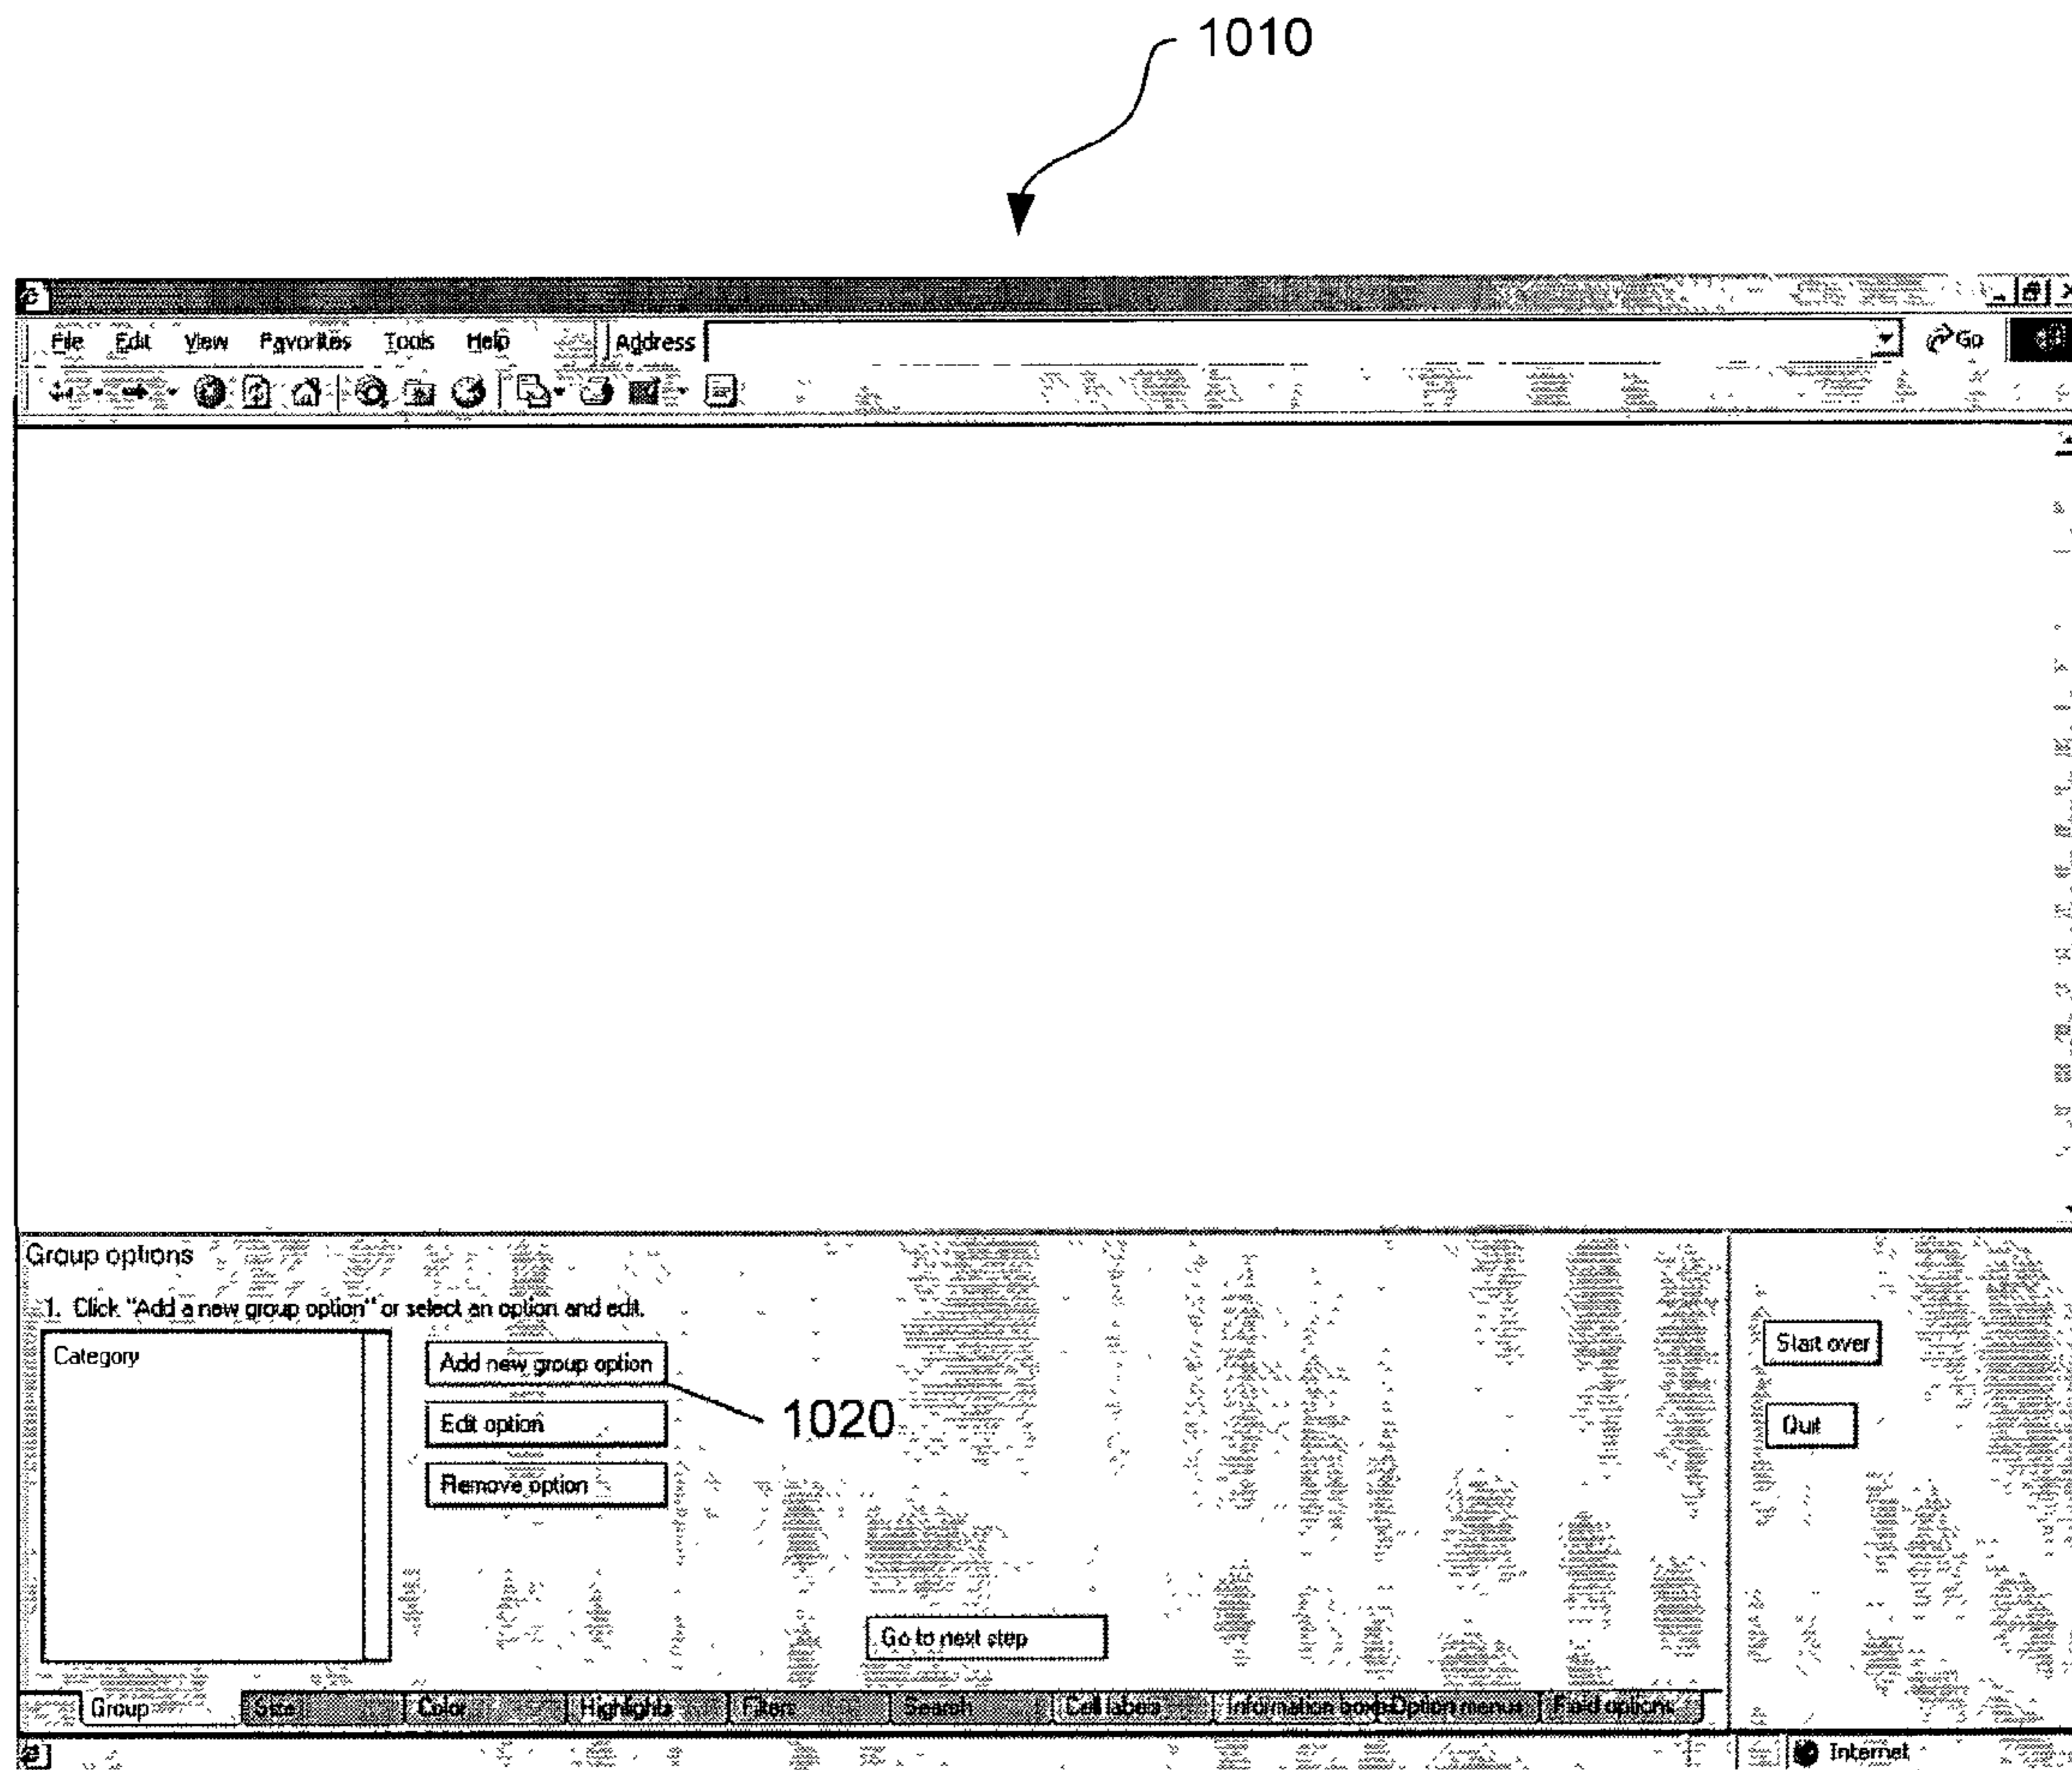 1010
File Edit View Favorites Tools Help Address Go
Group options
1. Click "Add a new group option" or select an option and edit.
Category
Add new group option
1020
Edit option
Remove option
Start over
Quit
Go to next step
Group Size Color Highlights Filters Search Cell labels Information boxes Option menus Field options
Internet